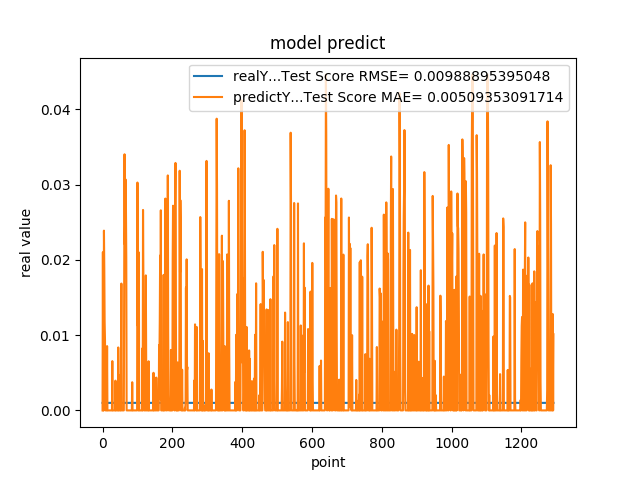 model predict
realY...Test Score RMSE= 0.00988895395048
predictY...Test Score MAE= 0.00509353091714
0.04
0.03
0.02
0.01
0.00
real value
0 200 400 600 800 1000 1200
point